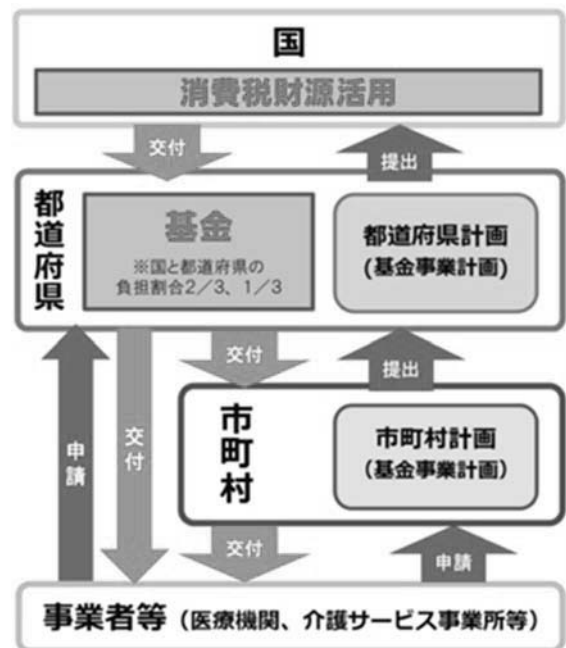 国
消費税財源活用
交付
提出
都道府県
基金
※国と都道府県の
負担割合2/3、1/3
都道府県計画
(基金事業計画)
交付
提出
申請
交付
市町村
市町村計画
(基金事業計画)
交付
申請
事業者等(医療機関、介護サービス事業所等)